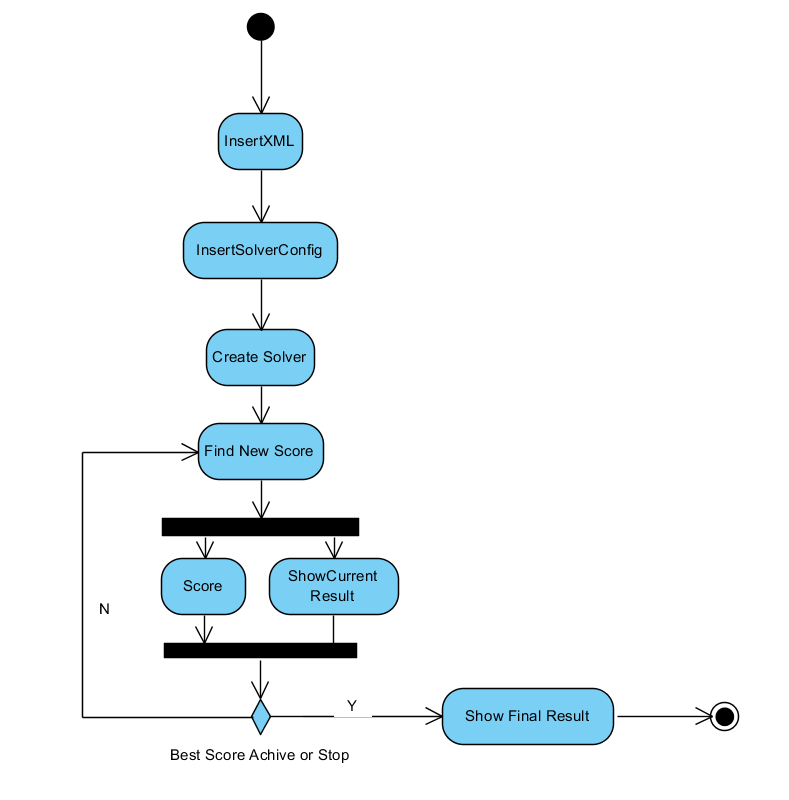 InsertXML
InsertSolverConfig
Create Solver
Find New Score
Score
ShowCurrent
Result
N
Y
Show Final Result
Best Score Achive or Stop